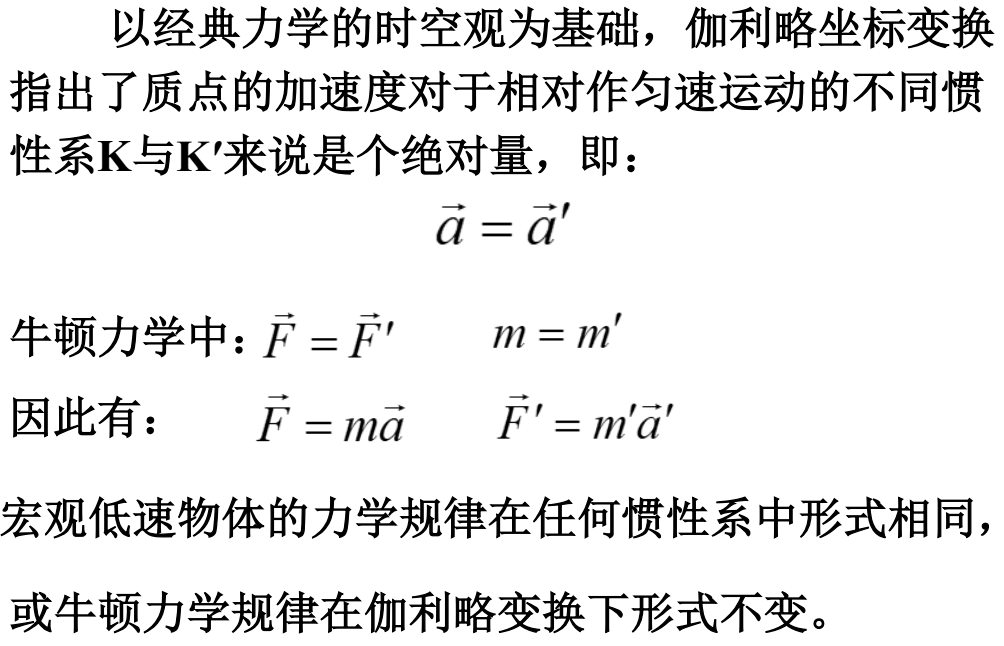 以经典力学的时空观为基础，伽利略坐标变换
指出了质点的加速度对于相对作匀速运动的不同惯
性系K与K′来说是个绝对量，即：
$\vec{a} = \vec{a}'$
牛顿力学中：$\vec{F} = \vec{F}'$ $m = m'$
因此有： $\vec{F} = m\vec{a}$ $\vec{F}' = m'\vec{a}'$
宏观低速物体的力学规律在任何惯性系中形式相同，
或牛顿力学规律在伽利略变换下形式不变。